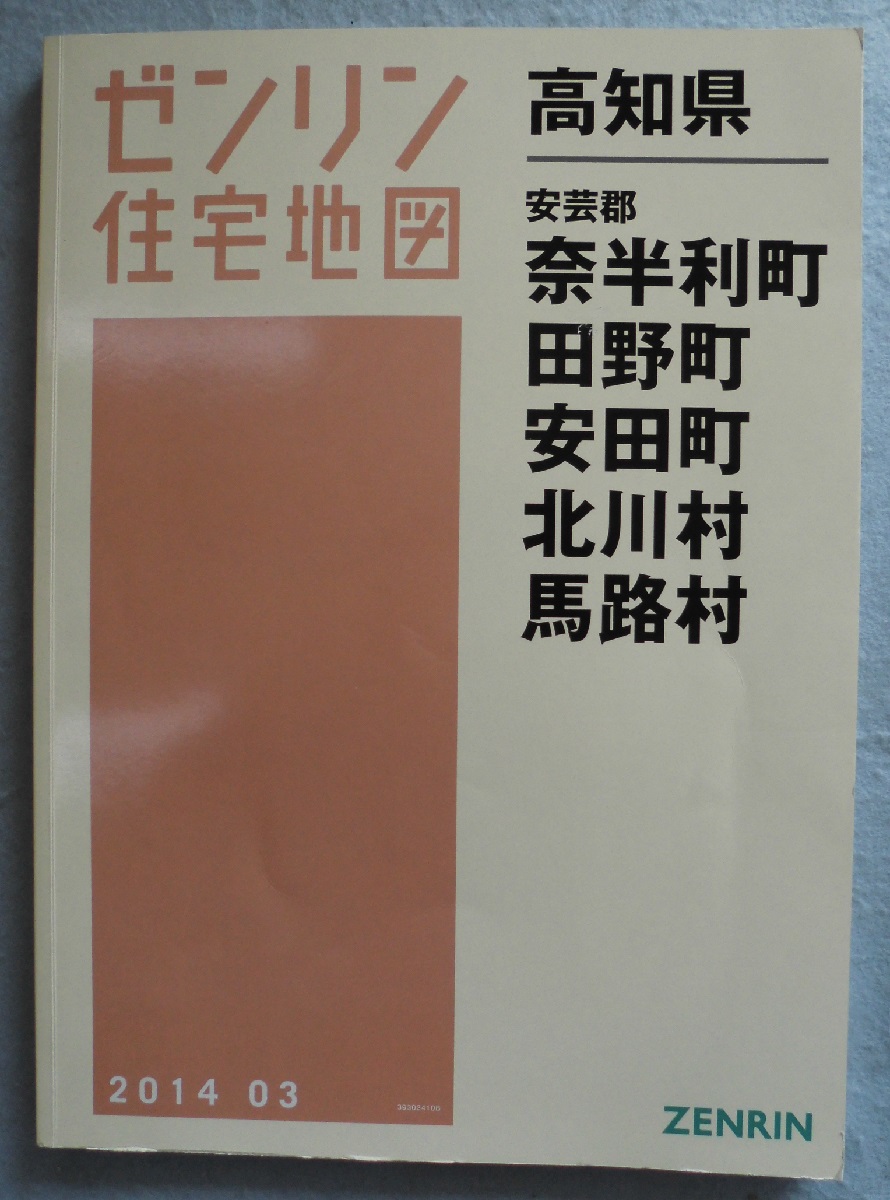 ゼンリン
住宅地図
高知県
安芸郡
奈半利町
田野町
安田町
北川村
馬路村
2014 03
ZENRIN